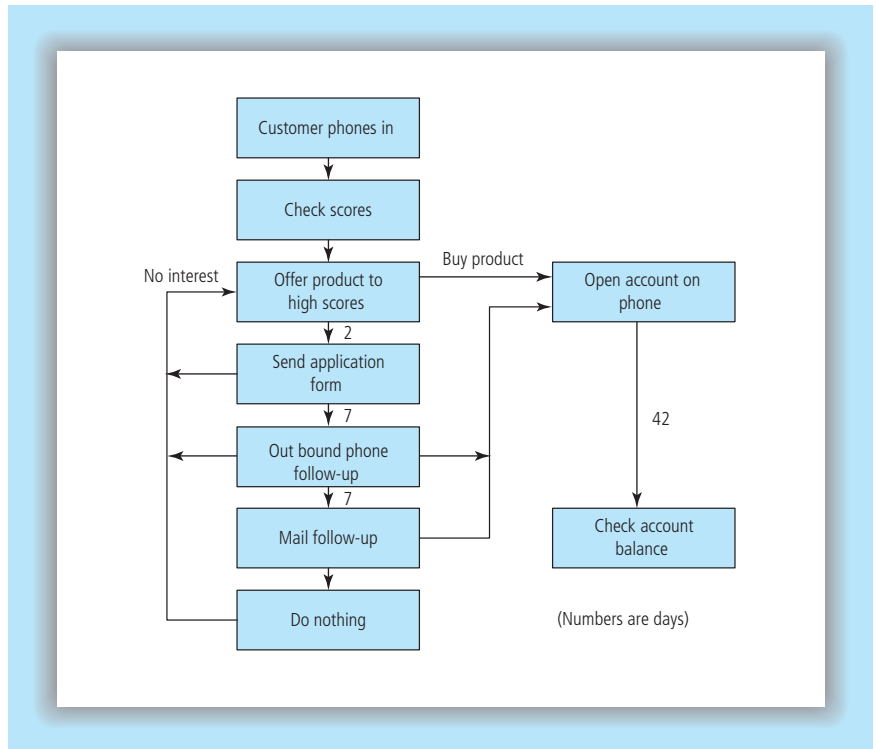 Customer phones in
Check scores
No interest
Offer product to
high scores
Buy product
Open account on
phone
2
Send application
form
7
Out bound phone
follow-up
42
7
Mail follow-up
Check account
balance
Do nothing
(Numbers are days)